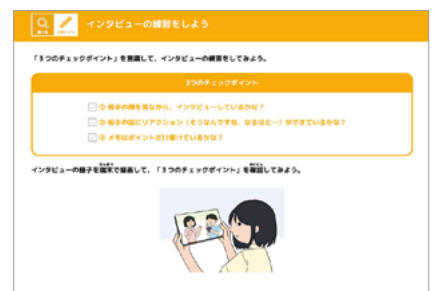 インタビューの練習をしよう
「3つのチェックポイント」を意識して、インタビューの練習をしてみよう。
3つのチェックポイント
① 相手の顔を見ながら、インタビューしているかな？
② 相手の話にリアクション（そうなんですね、なるほど…）ができているかな？
③ メモはポイントだけ書けているかな？
インタビューの様子を端末で録画して、「3つのチェックポイント」を確認してみよう。